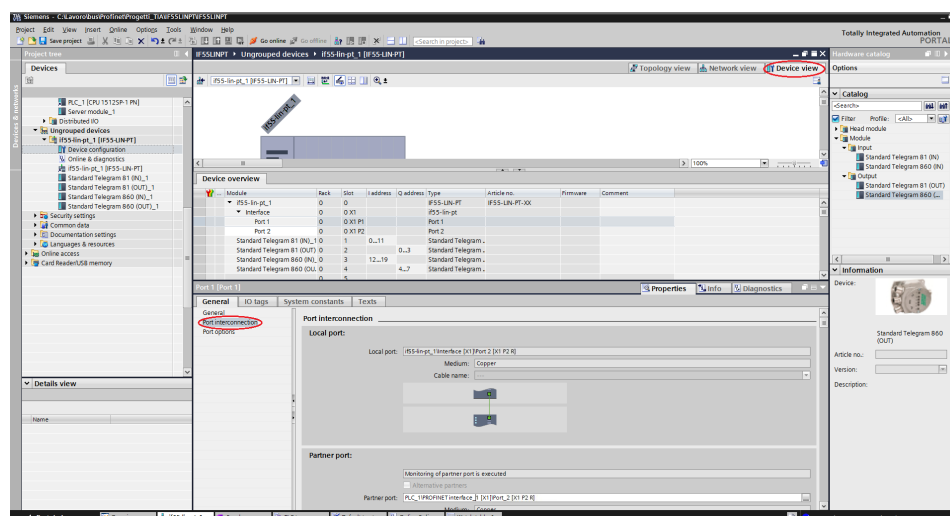 Siemens - C:\Lavoro\bus\Profinet\Progetti_TIA\IF55LINPT\IF55LINPT
Project Edit View Insert Online Options Tools Window Help
Totally Integrated Automation
PORTAL
Save project
Go online
Go offline
<Search in project>
Project tree
IF55LINPT › Ungrouped devices › if55-lin-pt_1 [IF55-LIN-PT]
Hardware catalog
Devices
Topology view
Network view
Device view
Options
if55-lin-pt_1 [IF55-LIN-PT]
Devices & networks
PLC_1 [CPU 1512SP-1 PN]
Server module_1
Distributed I/O
Ungrouped devices
if55-lin-pt_1 [IF55-LIN-PT]
Device configuration
Online & diagnostics
if55-lin-pt_1 [IF55-LIN-PT]
Standard Telegram 81 (IN)_1
Standard Telegram 81 (OUT)_1
Standard Telegram 860 (IN)_1
Standard Telegram 860 (OUT)_1
Security settings
Common data
Documentation settings
Languages & resources
Online access
Card Reader/USB memory
if55-lin-pt_1
100%
Catalog
<Search>
Filter Profile: <All>
Head module
Module
Input
Standard Telegram 81 (IN)
Standard Telegram 860 (IN)
Output
Standard Telegram 81 (OUT)
Standard Telegram 860 (...
Device overview
... Module Rack Slot I address Q address Type Article no. Firmware Comment
if55-lin-pt_1 0 0 IF55-LIN-PT IF55-LIN-PT-XX
Interface 0 0 X1 if55-lin-pt
Port 1 0 0 X1 P1 Port 1
Port 2 0 0 X1 P2 Port 2
Standard Telegram 81 (IN)_1 0 1 0...11 Standard Telegram .
Standard Telegram 81 (OUT) 0 2 0...3 Standard Telegram .
Standard Telegram 860 (IN)_ 0 3 12...19 Standard Telegram .
Standard Telegram 860 (OU. 0 4 4...7 Standard Telegram .
0 5
Port 1 [Port 1]
Properties
Info
Diagnostics
General IO tags System constants Texts
General
Port interconnection
Port options
Port interconnection
Local port:
Local port: if55-lin-pt_1\Interface [X1]\Port 2 [X1 P2 R]
Medium: Copper
Cable name: ---
Partner port:
Monitoring of partner port is executed
Alternative partners
Partner port: PLC_1\PROFINET interface_1 [X1]\Port_2 [X1 P2 R]
Medium: Copper
Details view
Name
Information
Device:
Standard Telegram 860
(OUT)
Article no.:
Version:
Description: